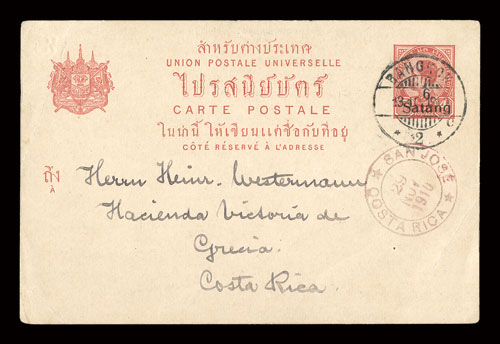 สำหรับต่างประเทศ
UNION POSTALE UNIVERSELLE
ไปรสนียบัตร
CARTE POSTALE
ในน่านี้ ให้เขียนแต่ชื่อกับที่อยู่
CÔTÉ RÉSERVÉ À L'ADRESSE
BANGKOK
6
Satang
2
ถึง
À
Herrn Heinr. Westermann
Hacienda Victoria de
Grecia.
Costa Rica.
SAN JOSE
NOV
1910
COSTA RICA